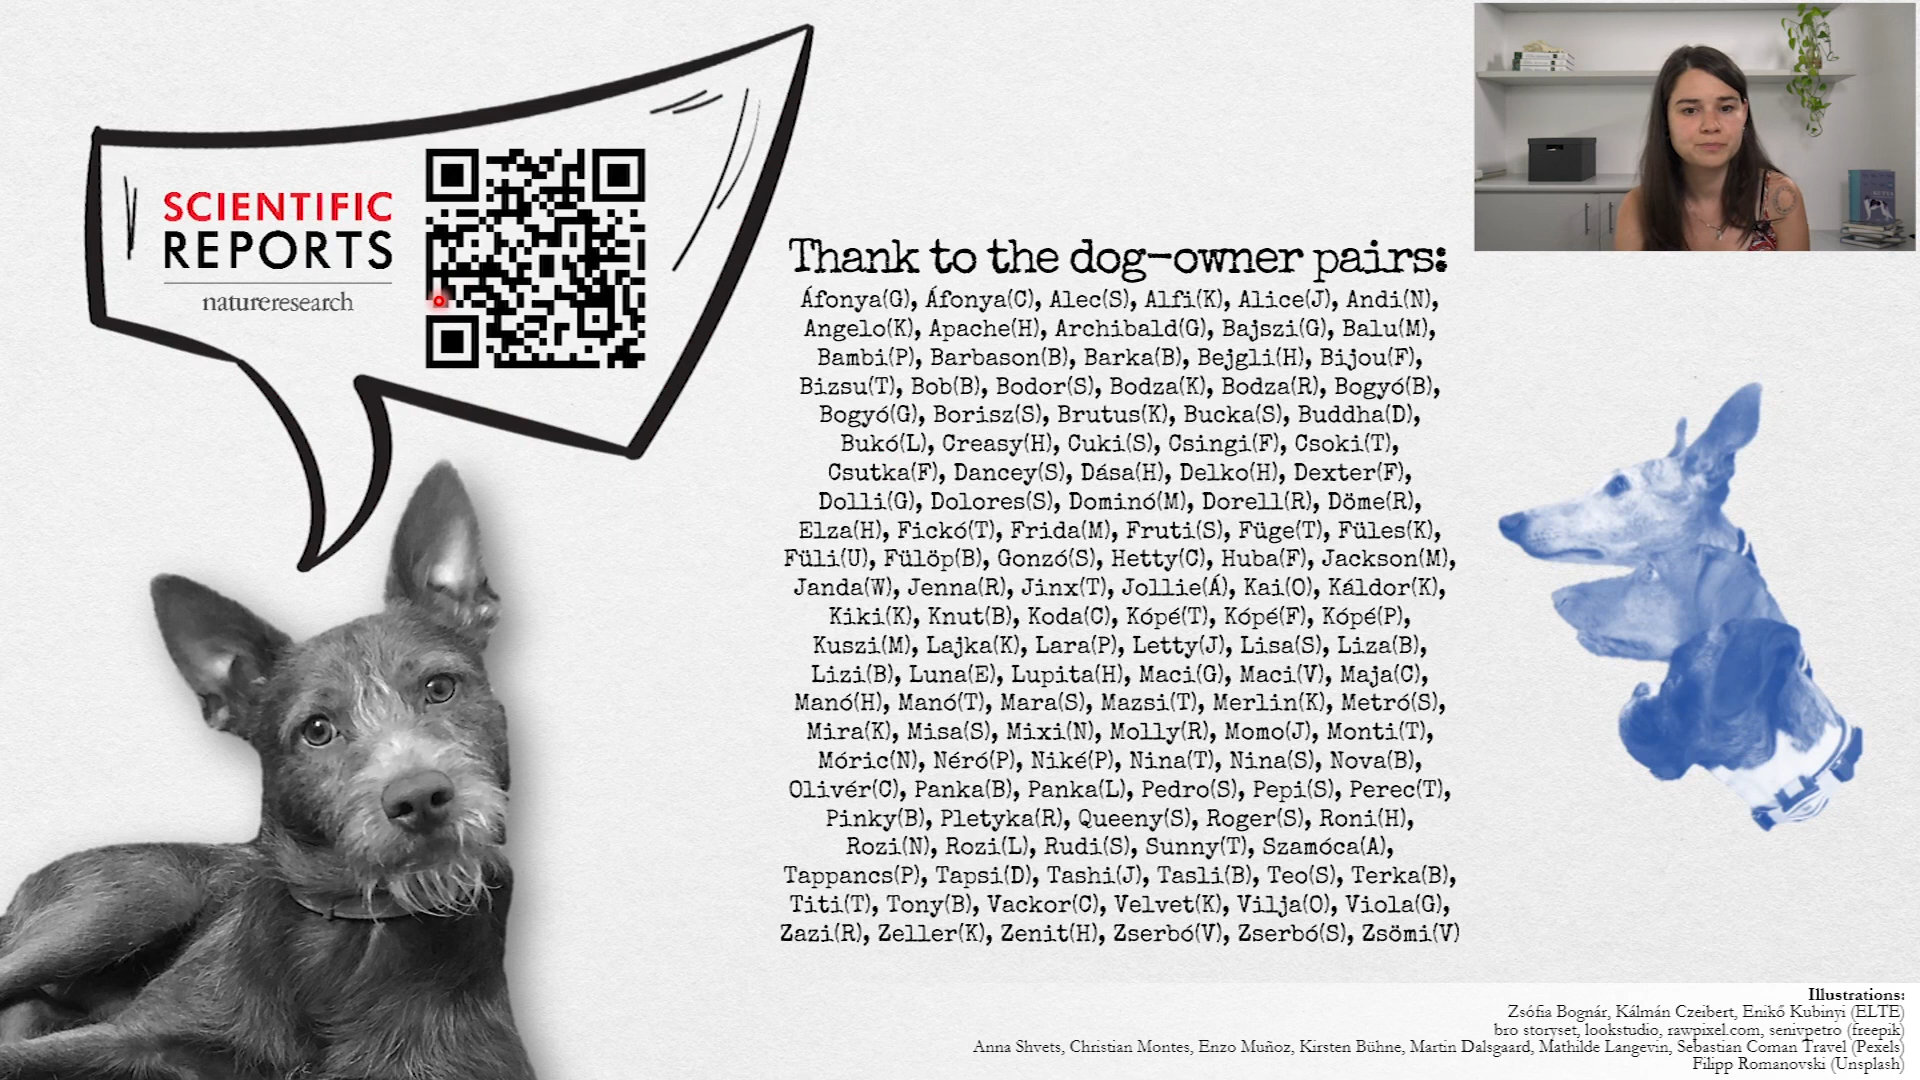 SCIENTIFIC
REPORTS
natureresearch
Thank to the dog-owner pairs:
Áfonya(G), Áfonya(C), Alec(S), Alfi(K), Alice(J), Andi(N),
Angelo(K), Apache(H), Archibald(G), Bajszi(G), Balu(M),
Bambi(P), Barbason(B), Barka(B), Bejgli(H), Bijou(F),
Bizsu(T), Bob(B), Bodor(S), Bodza(K), Bodza(R), Bogyó(B),
Bogyó(G), Borisz(S), Brutus(K), Bucka(S), Buddha(D),
Bukó(L), Creasy(H), Cuki(S), Csingi(F), Csoki(T),
Csutka(F), Dancey(S), Dása(H), Delko(H), Dexter(F),
Dolli(G), Dolores(S), Dominó(M), Dorell(R), Döme(R),
Elza(H), Fickó(T), Frida(M), Fruti(S), Füge(T), Füles(K),
Füli(U), Fülöp(B), Gonzó(S), Hetty(C), Huba(F), Jackson(M),
Janda(W), Jenna(R), Jinx(T), Jollie(Á), Kai(O), Káldor(K),
Kiki(K), Knut(B), Koda(C), Kópé(T), Kópé(F), Kópé(P),
Kuszi(M), Lajka(K), Lara(P), Letty(J), Lisa(S), Liza(B),
Lizi(B), Luna(E), Lupita(H), Maci(G), Maci(V), Maja(C),
Manó(H), Manó(T), Mara(S), Mazsi(T), Merlin(K), Metró(S),
Mira(K), Misa(S), Mixi(N), Molly(R), Momo(J), Monti(T),
Móric(N), Néró(P), Niké(P), Nina(T), Nina(S), Nova(B),
Olivér(C), Panka(B), Panka(L), Pedro(S), Pepi(S), Perec(T),
Pinky(B), Pletyka(R), Queeny(S), Roger(S), Roni(H),
Rozi(N), Rozi(L), Rudi(S), Sunny(T), Szamóca(A),
Tappancs(P), Tapsi(D), Tashi(J), Tasli(B), Teo(S), Terka(B),
Titi(T), Tony(B), Vackor(C), Velvet(K), Vilja(O), Viola(G),
Zazi(R), Zeller(K), Zenit(H), Zserbó(V), Zserbó(S), Zsömi(V)
Illustrations:
Zsófia Bognár, Kálmán Czeibert, Enikő Kubinyi (ELTE)
bro storyset, lookstudio, rawpixel.com, senivpetro (freepik)
Anna Shvets, Christian Montes, Enzo Muñoz, Kirsten Bühne, Martin Dalsgaard, Mathilde Langevin, Sebastian Coman Travel (Pexels)
Filipp Romanovski (Unsplash)